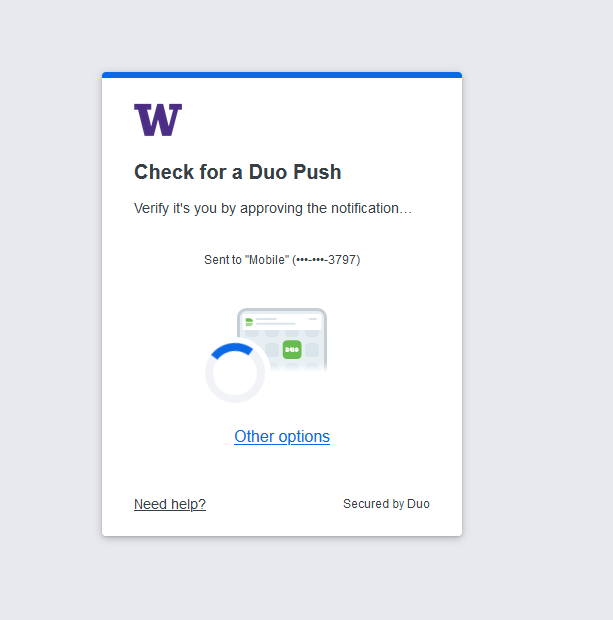 W
Check for a Duo Push
Verify it's you by approving the notification…
Sent to "Mobile" (•••-•••-3797)
DUO
Other options
Need help?
Secured by Duo